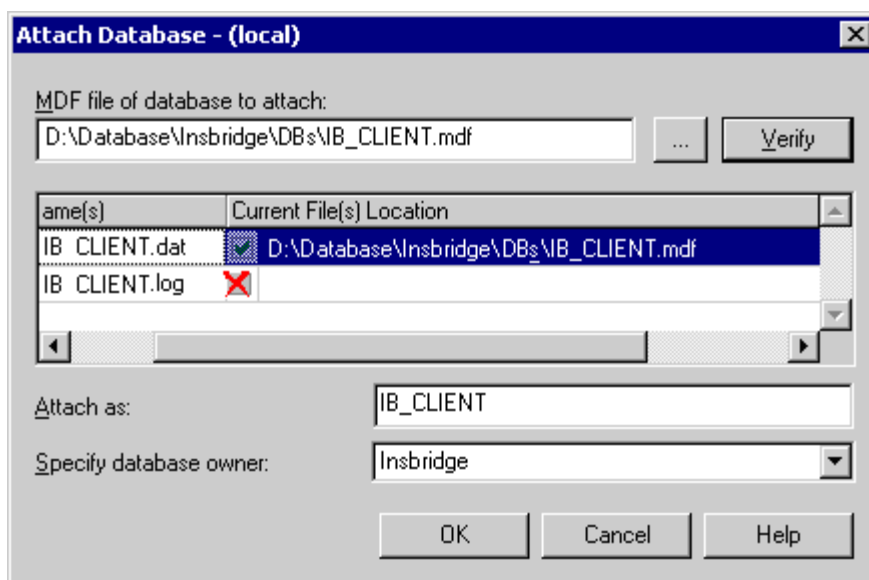 Attach Database - (local)
MDF file of database to attach:
D:\Database\Insbridge\DBs\IB_CLIENT.mdf ... Verify
ame(s) Current File(s) Location
IB_CLIENT.dat D:\Database\Insbridge\DBs\IB_CLIENT.mdf
IB_CLIENT.log
Attach as: IB_CLIENT
Specify database owner: Insbridge
OK Cancel Help